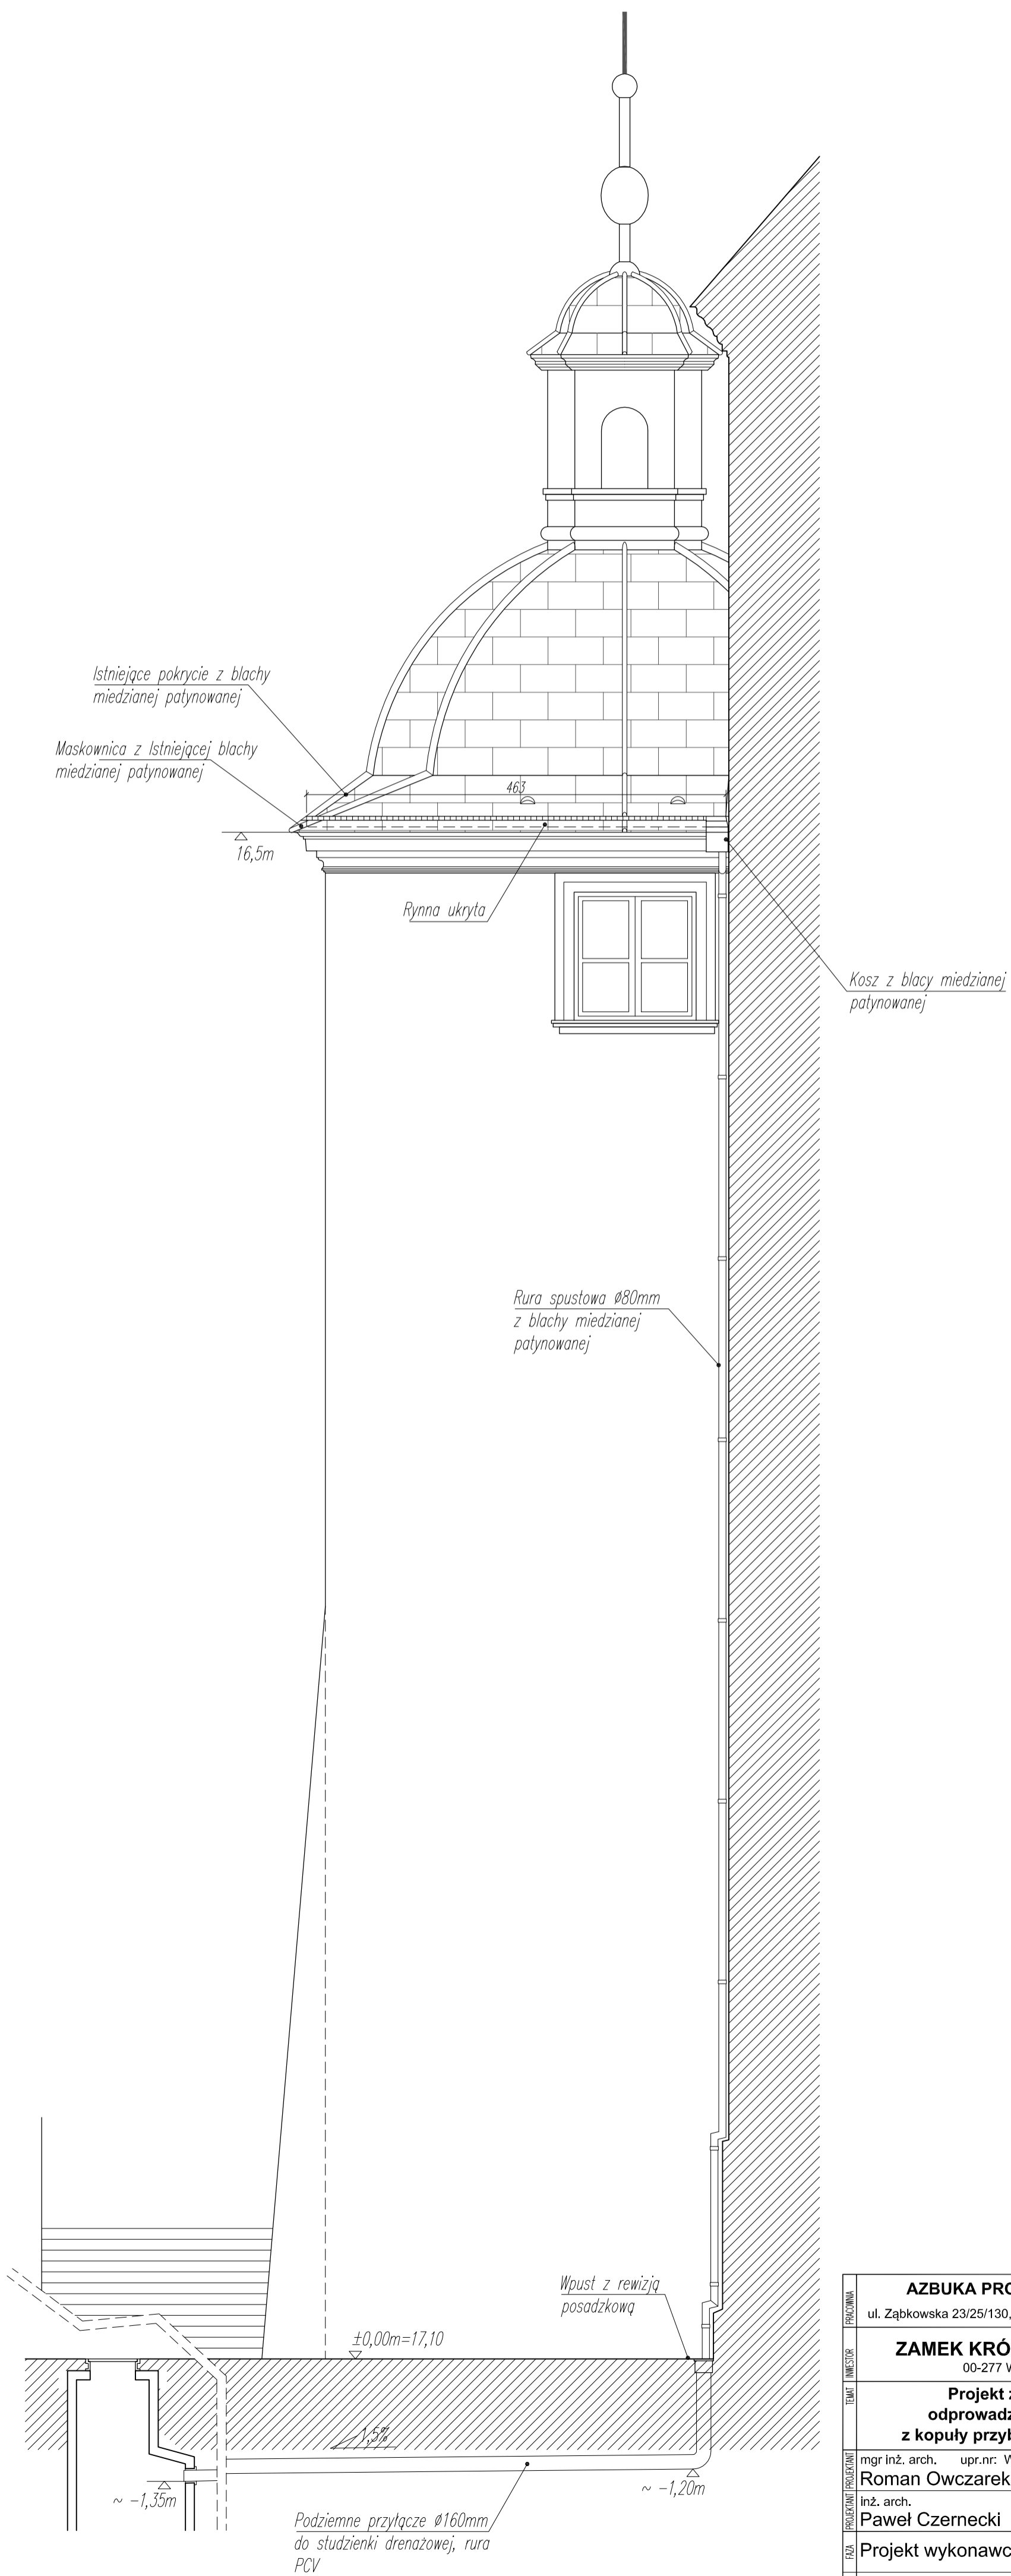 Istniejące pokrycie z blachy
miedzianej patynowanej
Maskownica z Istniejącej blachy
miedzianej patynowanej
463
16,5m
Rynna ukryta
Kosz z blacy miedzianej
patynowanej
Rura spustowa Ø80mm
z blachy miedzianej
patynowanej
Wpust z rewizją
posadzkową
±0,00m=17,10
1,5%
~ -1,35m
~ -1,20m
Podziemne przyłącze Ø160mm
do studzienki drenażowej, rura
PCV
PRACOWNIA
AZBUKA PRO
ul. Ząbkowska 23/25/130,
INWESTOR
ZAMEK KRÓ
00-277 W
TEMAT
Projekt z
odprowadz
z kopuły przyb
PROJEKTANT
mgr inż. arch. upr.nr: W
Roman Owczarek
PROJEKTANT
inż. arch.
Paweł Czernecki
FAZA
Projekt wykonawc